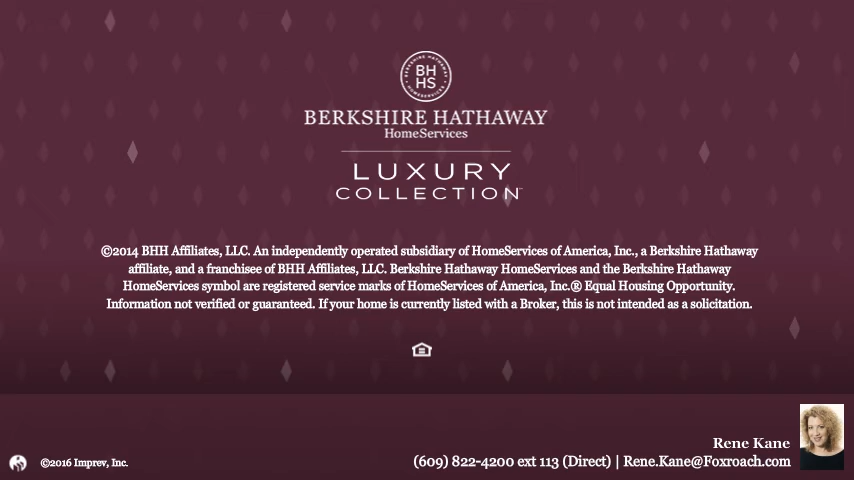 BERKSHIRE HATHAWAY
HOMESERVICES
BH
HS
BERKSHIRE HATHAWAY
HomeServices
LUXURY
COLLECTION™
©2014 BHH Affiliates, LLC. An independently operated subsidiary of HomeServices of America, Inc., a Berkshire Hathaway
affiliate, and a franchisee of BHH Affiliates, LLC. Berkshire Hathaway HomeServices and the Berkshire Hathaway
HomeServices symbol are registered service marks of HomeServices of America, Inc.® Equal Housing Opportunity.
Information not verified or guaranteed. If your home is currently listed with a Broker, this is not intended as a solicitation.
Rene Kane
(609) 822-4200 ext 113 (Direct) | Rene.Kane@Foxroach.com
©2016 Imprev, Inc.